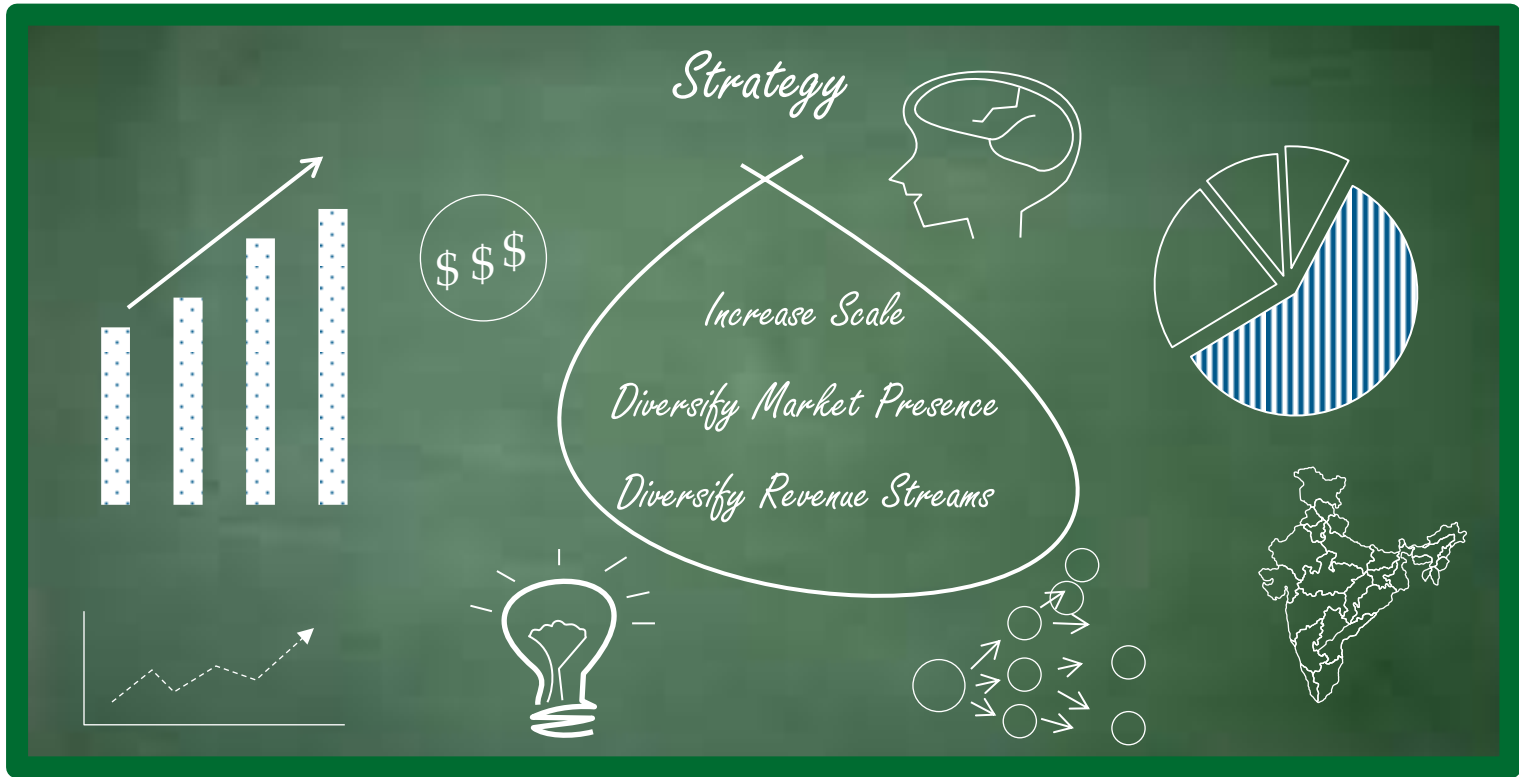 Strategy
$ $ $
Increase Scale
Diversify Market Presence
Diversify Revenue Streams